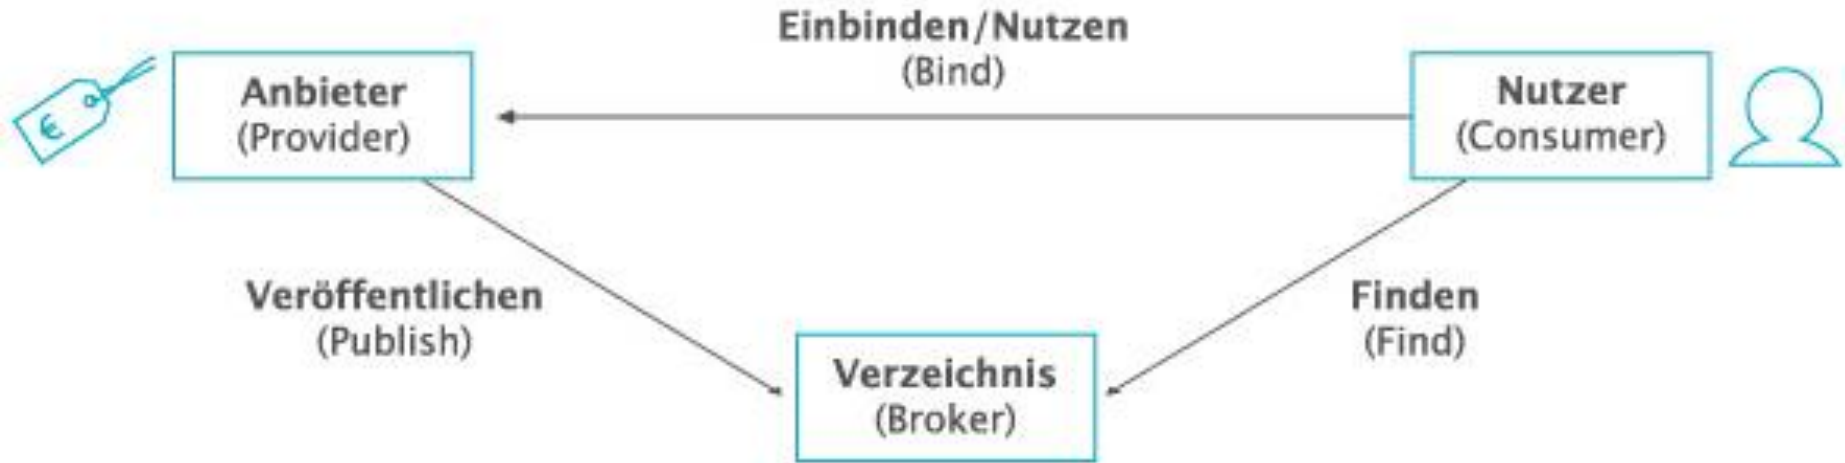 Einbinden/Nutzen
(Bind)
Anbieter
(Provider)
Nutzer
(Consumer)
€
Veröffentlichen
(Publish)
Finden
(Find)
Verzeichnis
(Broker)